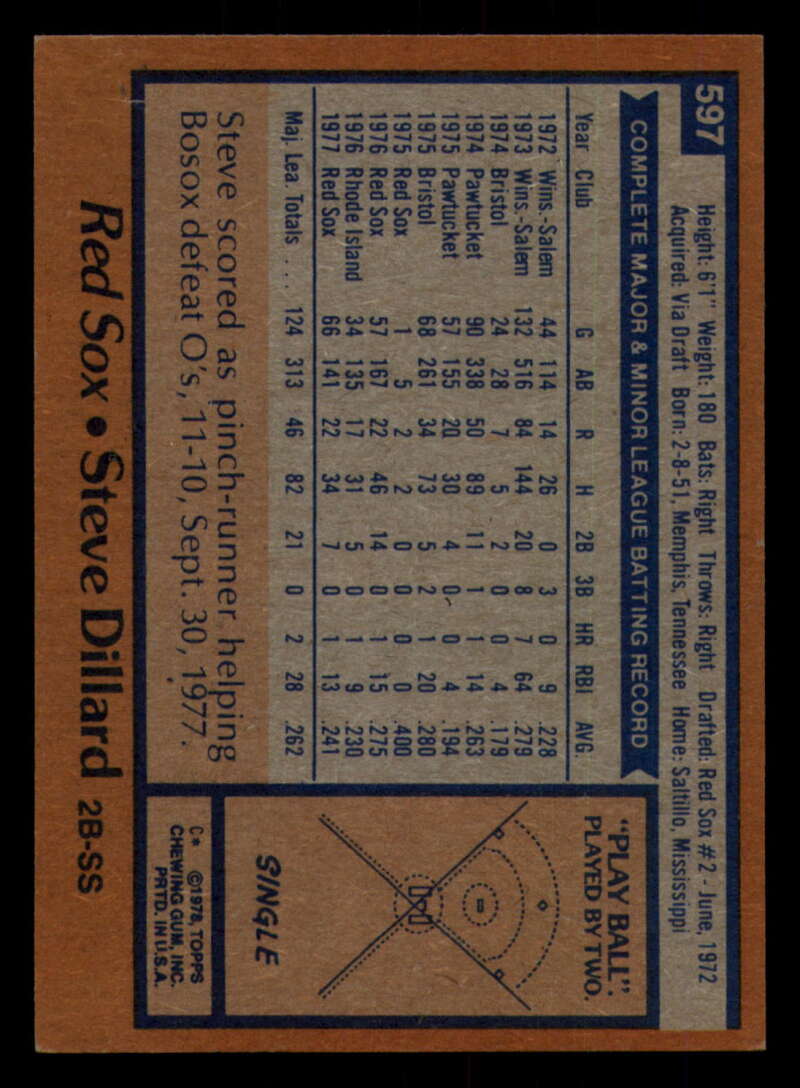 597
Height: 6'1" Weight: 180 Bats: Right Throws: Right Drafted: Red Sox #2 - June, 1972
Acquired: Via Draft Born: 2-8-51, Memphis, Tennessee Home: Saltillo, Mississippi
COMPLETE MAJOR & MINOR LEAGUE BATTING RECORD
Year Club G AB R H 2B 3B HR RBI AVG.
1972 Wins.-Salem 44 114 14 26 0 3 0 9 .228
1973 Wins.-Salem 132 516 84 144 20 8 7 64 .279
1974 Bristol 24 28 7 5 2 0 0 4 .179
1974 Pawtucket 90 338 50 89 11 1 1 14 .263
1975 Pawtucket 57 155 20 30 4 0 0 4 .194
1975 Bristol 68 261 34 73 5 2 1 20 .280
1975 Red Sox 1 5 2 2 0 0 0 0 .400
1976 Red Sox 57 167 22 46 14 0 1 15 .275
1976 Rhode Island 34 135 17 31 5 0 1 9 .230
1977 Red Sox 66 141 22 34 7 0 1 13 .241
Maj. Lea. Totals ... 124 313 46 82 21 0 2 28 .262
Steve scored as pinch-runner, helping
Bosox defeat O's, 11-10, Sept. 30, 1977.
"PLAY BALL".
PLAYED BY TWO.
SINGLE
C* ©1978, TOPPS
CHEWING GUM, INC.
PRTD. IN U.S.A.
Red Sox • Steve Dillard 2B-SS